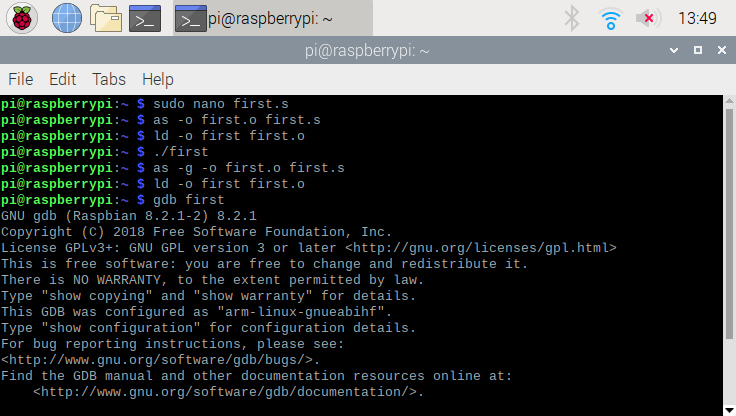 pi@raspberrypi: ~
13:49
pi@raspberrypi: ~
File Edit Tabs Help
pi@raspberrypi:~ $ sudo nano first.s
pi@raspberrypi:~ $ as -o first.o first.s
pi@raspberrypi:~ $ ld -o first first.o
pi@raspberrypi:~ $ ./first
pi@raspberrypi:~ $ as -g -o first.o first.s
pi@raspberrypi:~ $ ld -o first first.o
pi@raspberrypi:~ $ gdb first
GNU gdb (Raspbian 8.2.1-2) 8.2.1
Copyright (C) 2018 Free Software Foundation, Inc.
License GPLv3+: GNU GPL version 3 or later <http://gnu.org/licenses/gpl.html>
This is free software: you are free to change and redistribute it.
There is NO WARRANTY, to the extent permitted by law.
Type "show copying" and "show warranty" for details.
This GDB was configured as "arm-linux-gnueabihf".
Type "show configuration" for configuration details.
For bug reporting instructions, please see:
<http://www.gnu.org/software/gdb/bugs/>.
Find the GDB manual and other documentation resources online at:
    <http://www.gnu.org/software/gdb/documentation/>.